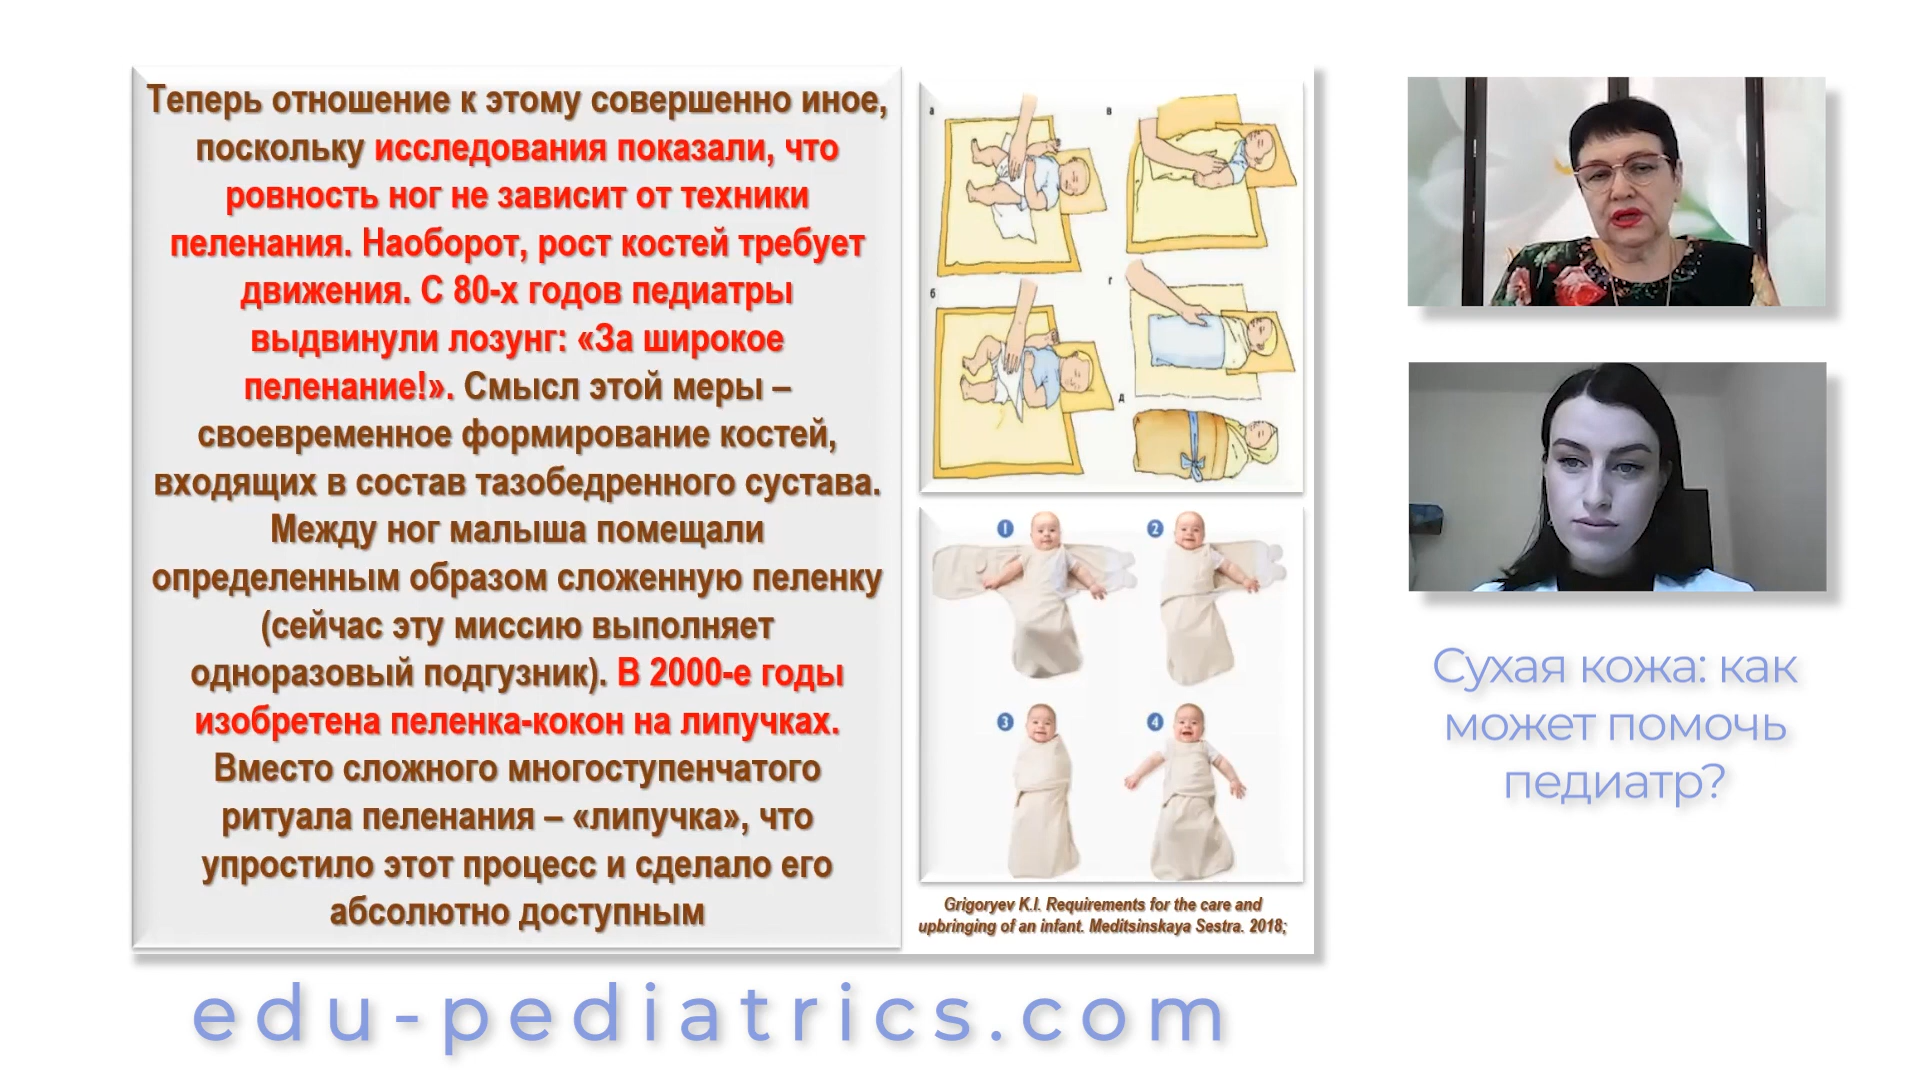 Теперь отношение к этому совершенно иное,
поскольку исследования показали, что
ровность ног не зависит от техники
пеленания. Наоборот, рост костей требует
движения. С 80-х годов педиатры
выдвинули лозунг: «За широкое
пеленание!». Смысл этой меры –
своевременное формирование костей,
входящих в состав тазобедренного сустава.
Между ног малыша помещали
определенным образом сложенную пеленку
(сейчас эту миссию выполняет
одноразовый подгузник). В 2000-е годы
изобретена пеленка-кокон на липучках.
Вместо сложного многоступенчатого
ритуала пеленания – «липучка», что
упростило этот процесс и сделало его
абсолютно доступным
а
в
б
г
д
1
2
3
4
Grigoryev K.I. Requirements for the care and
upbringing of an infant. Meditsinskaya Sestra. 2018;
Сухая кожа: как
может помочь
педиатр?
edu-pediatrics.com